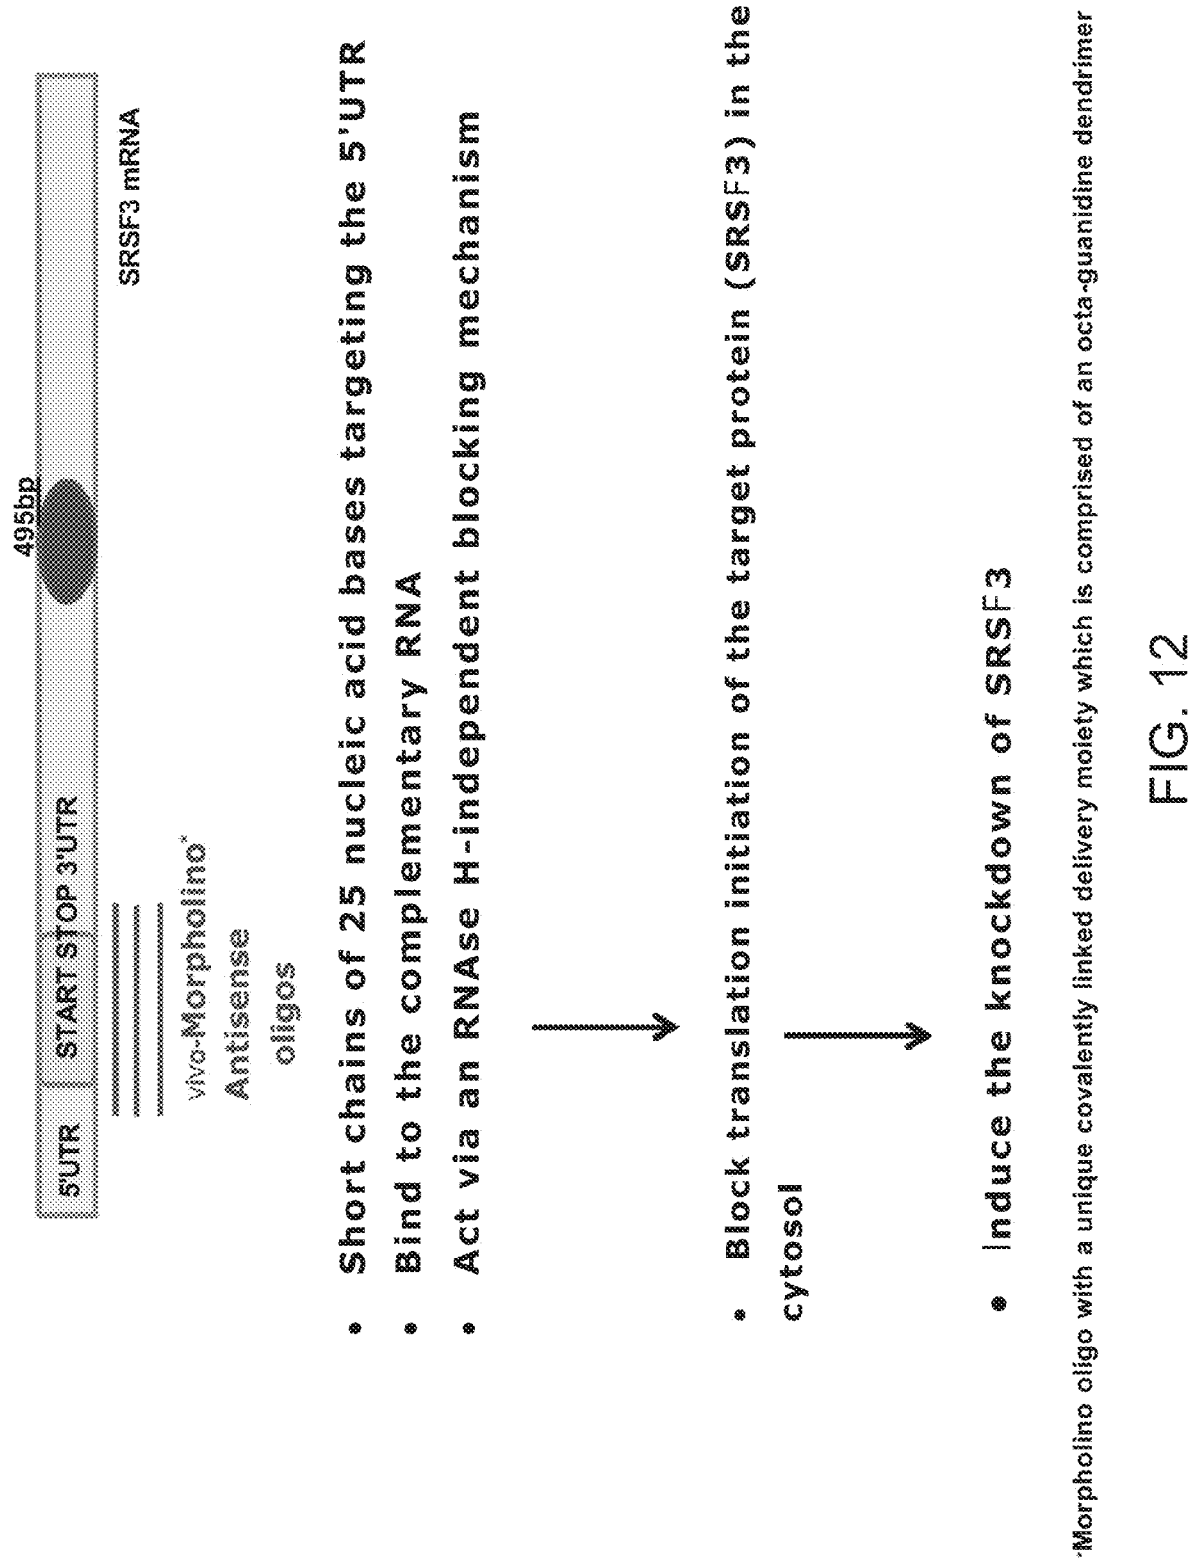 495bp
5'UTR START STOP 3'UTR
SRSF3 mRNA
vivo-Morpholino*
Antisense
oligos
• Short chains of 25 nucleic acid bases targeting the 5'UTR
• Bind to the complementary RNA
• Act via an RNAse H-independent blocking mechanism
• Block translation initiation of the target protein (SRSF3) in the
cytosol
• Induce the knockdown of SRSF3
*Morpholino oligo with a unique covalently linked delivery moiety which is comprised of an octa-guanidine dendrimer
FIG. 12